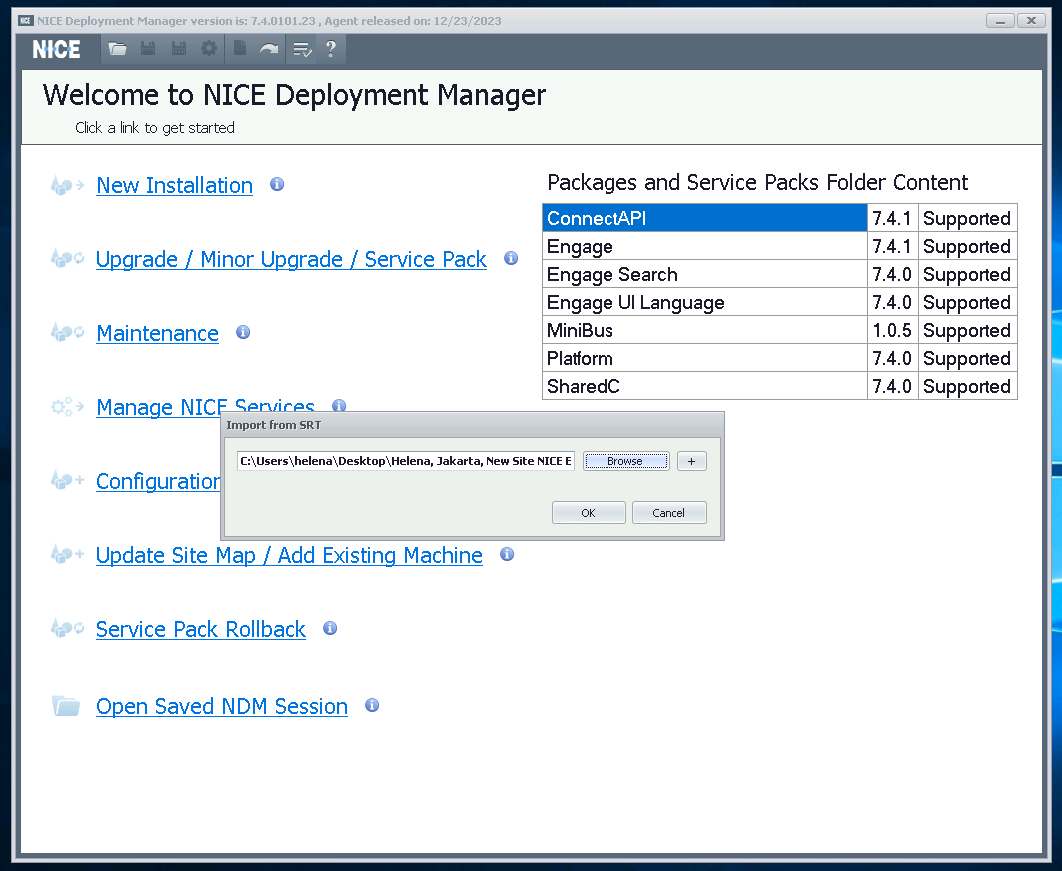 NICE Deployment Manager version is: 7.4.0101.23 , Agent released on: 12/23/2023
NICE
?
Welcome to NICE Deployment Manager
Click a link to get started
New Installation
Upgrade / Minor Upgrade / Service Pack
Maintenance
Manage NICE Services
Configuration
Update Site Map / Add Existing Machine
Service Pack Rollback
Open Saved NDM Session
Packages and Service Packs Folder Content
ConnectAPI 7.4.1 Supported
Engage 7.4.1 Supported
Engage Search 7.4.0 Supported
Engage UI Language 7.4.0 Supported
MiniBus 1.0.5 Supported
Platform 7.4.0 Supported
SharedC 7.4.0 Supported
Import from SRT
C:\Users\helena\Desktop\Helena, Jakarta, New Site NICE E
Browse
+
OK
Cancel